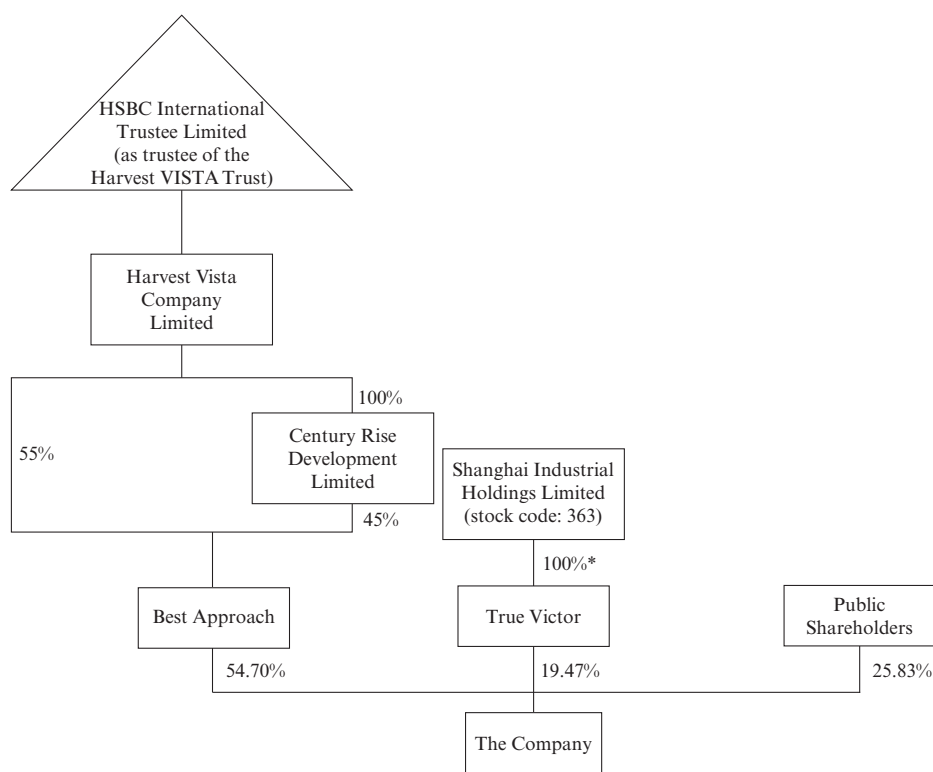 HSBC International
Trustee Limited
(as trustee of the
Harvest VISTA Trust)
Harvest Vista
Company
Limited
100%
55%
Century Rise
Development
Limited
45%
Shanghai Industrial
Holdings Limited
(stock code: 363)
100%*
Best Approach
True Victor
Public
Shareholders
54.70%
19.47%
25.83%
The Company